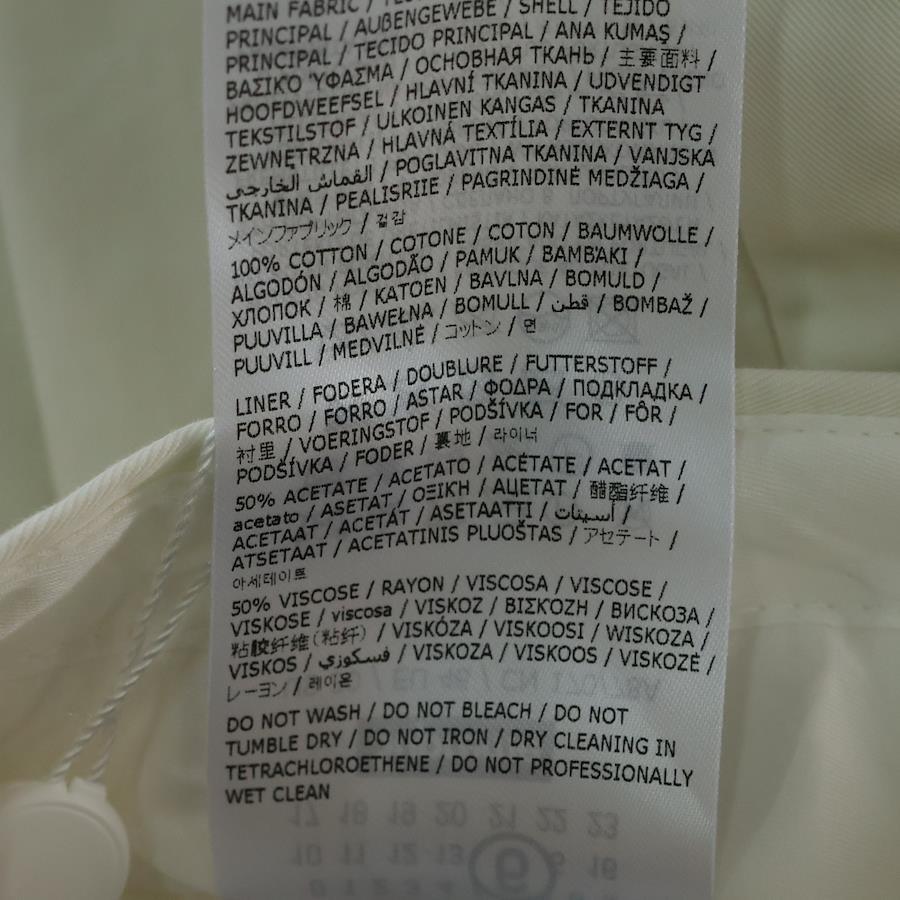 MAIN FABRIC /
PRINCIPAL / AUßENGEWEBE / SHELL / TEJIDO
PRINCIPAL / TECIDO PRINCIPAL / ANA KUMAŞ /
ΒΑΣΙΚΌ ΎΦΑΣΜΑ / ОСНОВНАЯ ТКАНЬ / 主要面料 /
HOOFDWEEFSEL / HLAVNÍ TKANINA / UDVENDIGT
TEKSTILSTOF / ULKOINEN KANGAS / TKANINA
ZEWNĘTRZNA / HLAVNÁ TEXTÍLIA / EXTERNT TYG /
القماش الخارجي / POGLAVITNA TKANINA / VANJSKA
TKANINA / PEALISRIIE / PAGRINDINĖ MEDŽIAGA /
メインファブリック / 겉감
100% COTTON / COTONE / COTON / BAUMWOLLE /
ALGODÓN / ALGODÃO / PAMUK / ΒΑΜΒΆΚΙ /
ХЛОПОК / 棉 / KATOEN / BAVLNA / BOMULD /
PUUVILLA / BAWEŁNA / BOMULL / قطن / BOMBAŽ /
PUUVILL / MEDVILNĖ / コットン / 면
LINER / FODERA / DOUBLURE / FUTTERSTOFF /
FORRO / FORRO / ASTAR / ΦΟΔΡΑ / ПОДКЛАДКА /
衬里 / VOERINGSTOF / PODŠÍVKA / FOR / FÔR /
PODŠÍVKA / FODER / 裏地 / 라이너
50% ACETATE / ACETATO / ACÉTATE / ACETAT /
acetato / ASETAT / ΟΞΙΚΉ / АЦЕТАТ / 醋酯纤维 /
ACETAAT / ACETÁT / ASETAATTI / أسيتات /
ATSETAAT / ACETATINIS PLUOŠTAS / アセテート /
아세테이트
50% VISCOSE / RAYON / VISCOSA / VISCOSE /
VISKOSE / viscosa / VISKOZ / ΒΙΣΚΌΖΗ / ВИСКОЗА /
粘胶纤维(粘纤) / VISKÓZA / VISKOOSI / WISKOZA /
VISKOS / فسكوزي / VISKOZA / VISKOOS / VISKOZĖ /
レーヨン / 레이온
DO NOT WASH / DO NOT BLEACH / DO NOT
TUMBLE DRY / DO NOT IRON / DRY CLEANING IN
TETRACHLOROETHENE / DO NOT PROFESSIONALLY
WET CLEAN